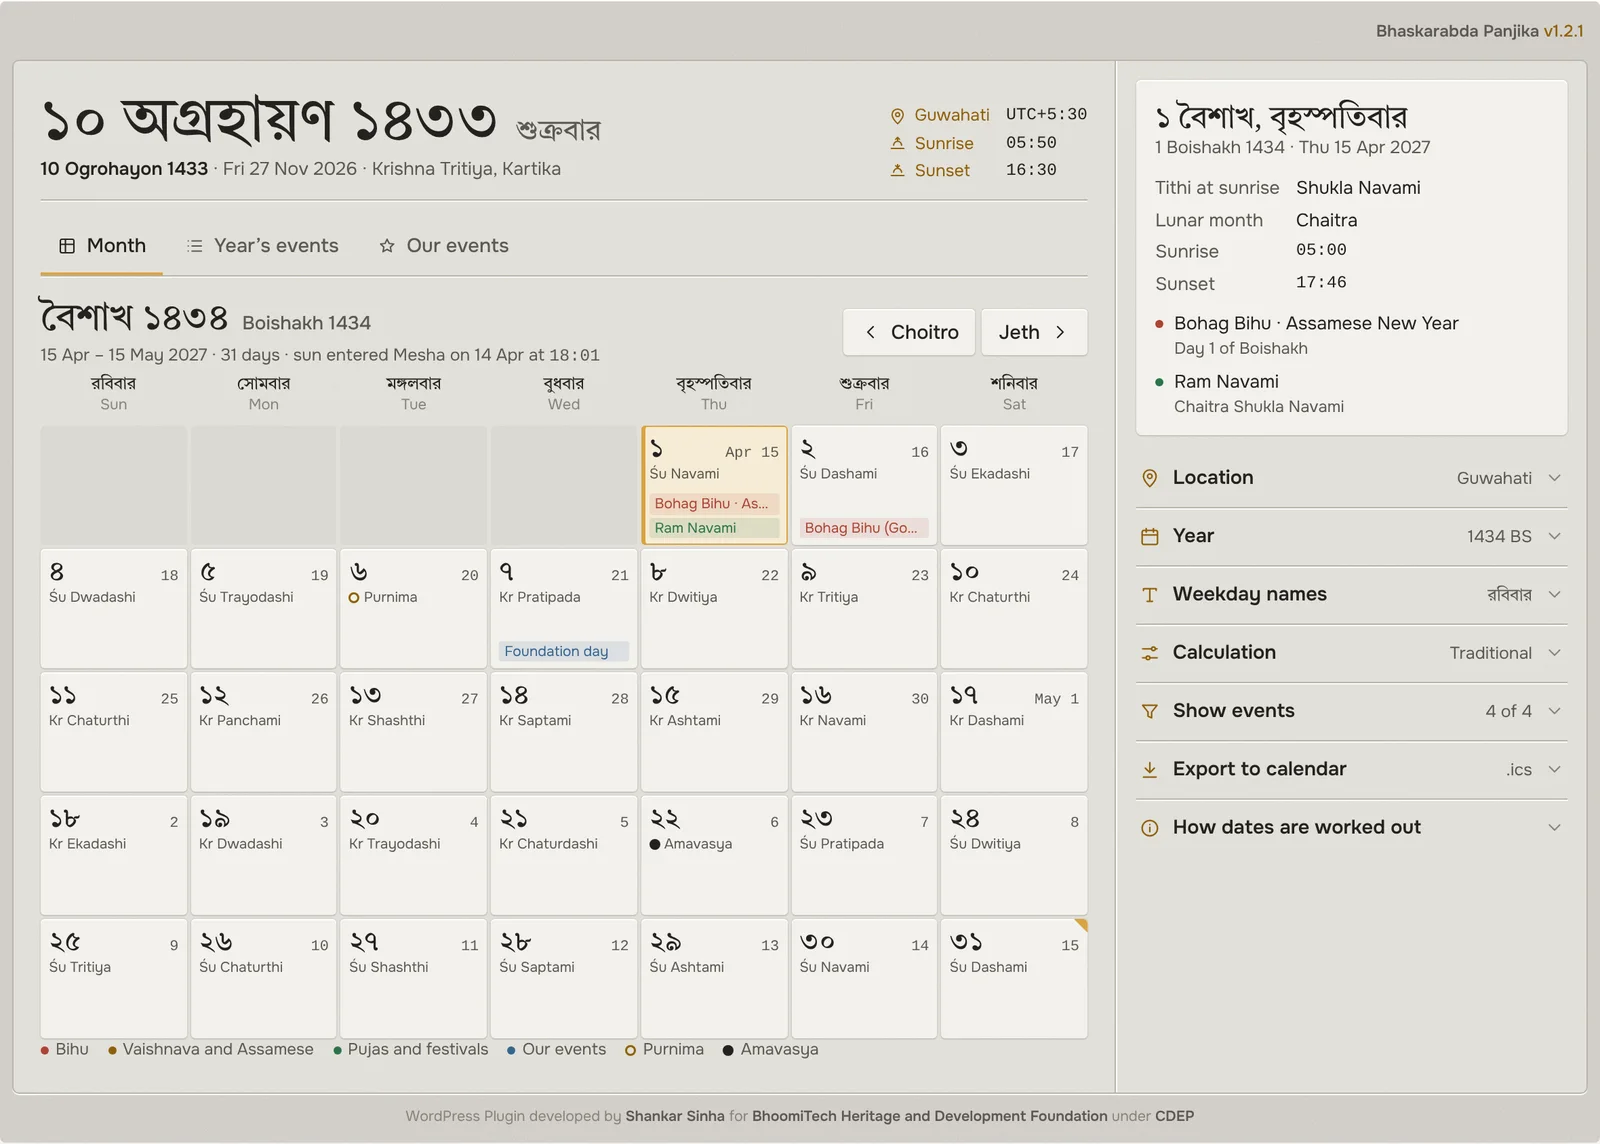 Bhaskarabda Panjika v1.2.1
১০ অগ্রহায়ণ ১৪৩৩ শুক্রবার
10 Ogrohayon 1433 · Fri 27 Nov 2026 · Krishna Tritiya, Kartika
Guwahati UTC+5:30
Sunrise 05:50
Sunset 16:30
Month Year's events Our events
বৈশাখ ১৪৩৪ Boishakh 1434
15 Apr – 15 May 2027 · 31 days · sun entered Mesha on 14 Apr at 18:01
Choitro Jeth
রবিবার সোমবার মঙ্গলবার বুধবার বৃহস্পতিবার শুক্রবার শনিবার
Sun Mon Tue Wed Thu Fri Sat
১ Apr 15 ২ 16 ৩ 17
Śu Navami Śu Dashami Śu Ekadashi
Bohag Bihu · As...
Ram Navami Bohag Bihu (Go...
৪ 18 ৫ 19 ৬ 20 ৭ 21 ৮ 22 ৯ 23 ১০ 24
Śu Dwadashi Śu Trayodashi Purnima Kr Pratipada Kr Dwitiya Kr Tritiya Kr Chaturthi
Foundation day
১১ 25 ১২ 26 ১৩ 27 ১৪ 28 ১৫ 29 ১৬ 30 ১৭ May 1
Kr Chaturthi Kr Panchami Kr Shashthi Kr Saptami Kr Ashtami Kr Navami Kr Dashami
১৮ 2 ১৯ 3 ২০ 4 ২১ 5 ২২ 6 ২৩ 7 ২৪ 8
Kr Ekadashi Kr Dwadashi Kr Trayodashi Kr Chaturdashi Amavasya Śu Pratipada Śu Dwitiya
২৫ 9 ২৬ 10 ২৭ 11 ২৮ 12 ২৯ 13 ৩০ 14 ৩১ 15
Śu Tritiya Śu Chaturthi Śu Shashthi Śu Saptami Śu Ashtami Śu Navami Śu Dashami
Bihu Vaishnava and Assamese Pujas and festivals Our events Purnima Amavasya
১ বৈশাখ, বৃহস্পতিবার
1 Boishakh 1434 · Thu 15 Apr 2027
Tithi at sunrise Shukla Navami
Lunar month Chaitra
Sunrise 05:00
Sunset 17:46
Bohag Bihu · Assamese New Year
Day 1 of Boishakh
Ram Navami
Chaitra Shukla Navami
Location Guwahati
Year 1434 BS
Weekday names রবিবার
Calculation Traditional
Show events 4 of 4
Export to calendar .ics
How dates are worked out
WordPress Plugin developed by Shankar Sinha for BhoomiTech Heritage and Development Foundation under CDEP